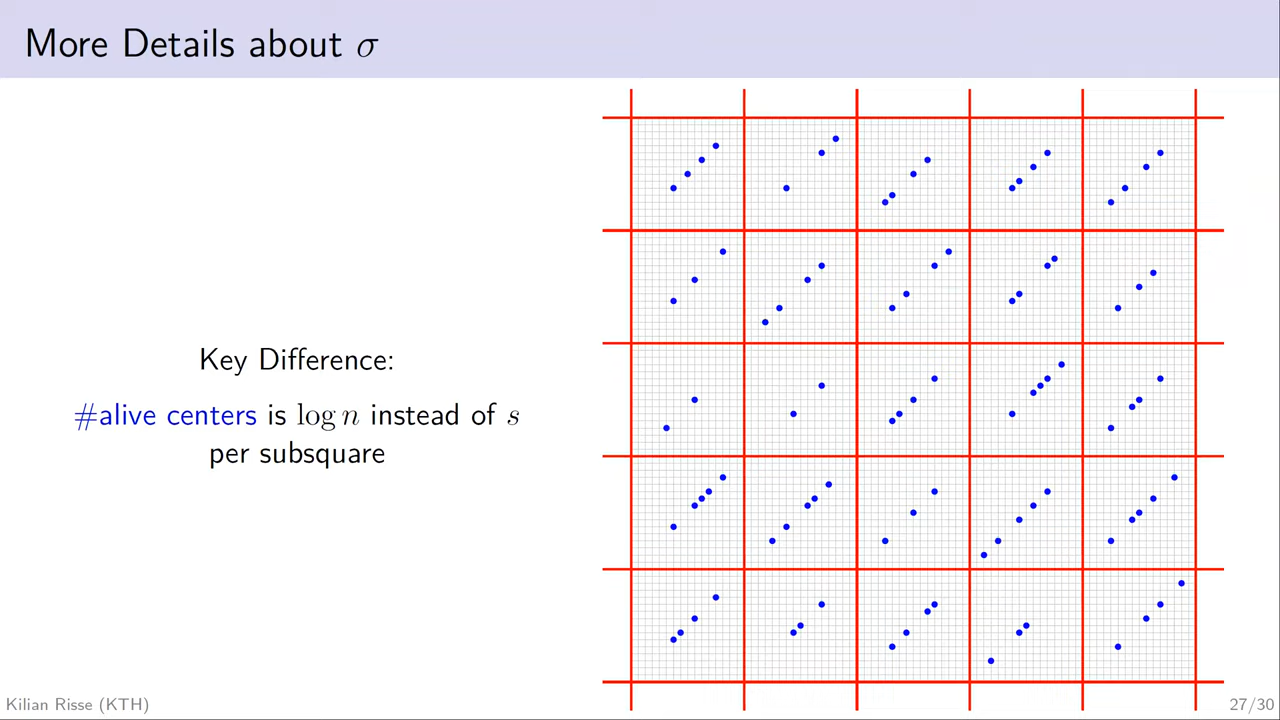 More Details about σ
Key Difference:
#alive centers is log n instead of s
per subsquare
Kilian Risse (KTH)
27/30